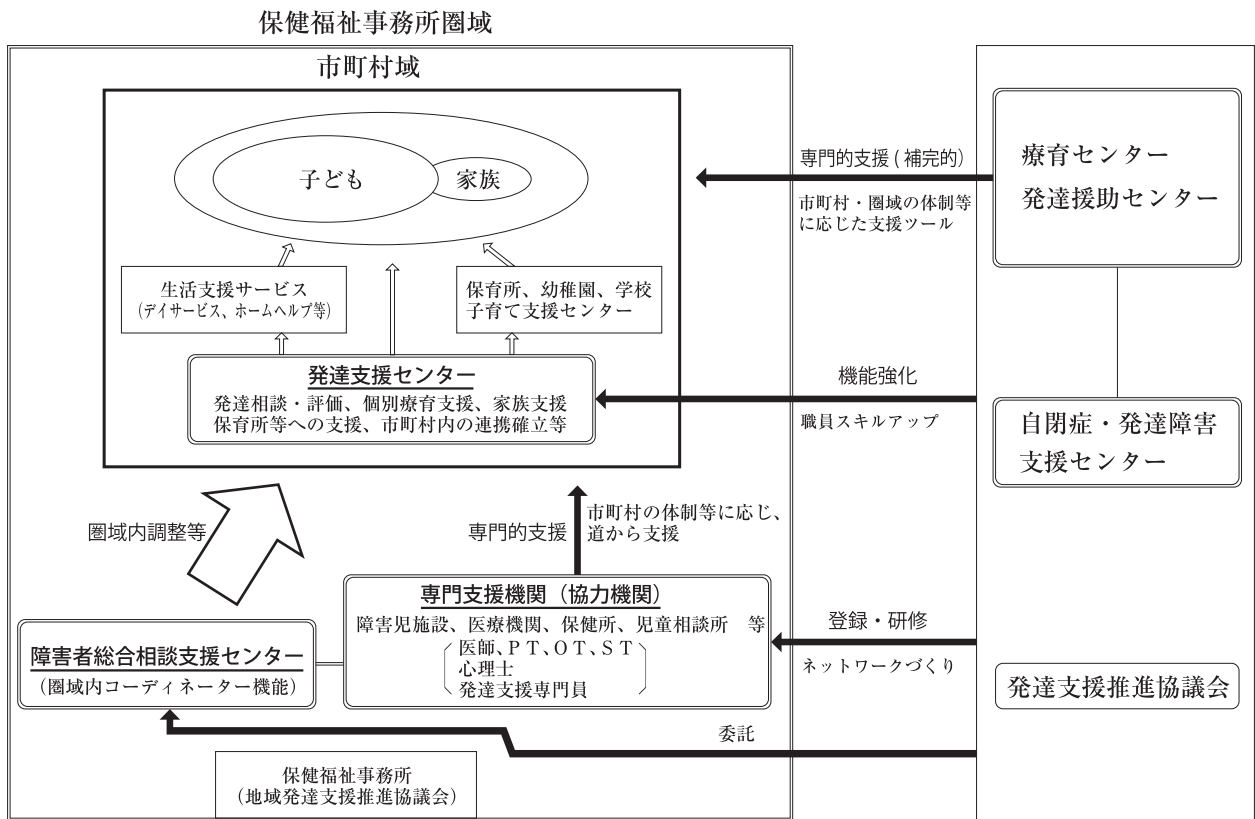 保健福祉事務所圏域
市町村域
子ども
家族
生活支援サービス
(デイサービス、ホームヘルプ等)
保育所、幼稚園、学校
子育て支援センター
発達支援センター
発達相談・評価、個別療育支援、家族支援
保育所等への支援、市町村内の連携確立等
圏域内調整等
専門的支援
市町村の体制等に応じ、
道から支援
専門支援機関（協力機関）
障害児施設、医療機関、保健所、児童相談所　等
医師、ＰＴ、ＯＴ、ＳＴ
心理士
発達支援専門員
障害者総合相談支援センター
（圏域内コーディネーター機能）
保健福祉事務所
（地域発達支援推進協議会）
専門的支援（補完的）
市町村・圏域の体制等
に応じた支援ツール
機能強化
職員スキルアップ
登録・研修
ネットワークづくり
委託
療育センター
発達援助センター
自閉症・発達障害
支援センター
発達支援推進協議会